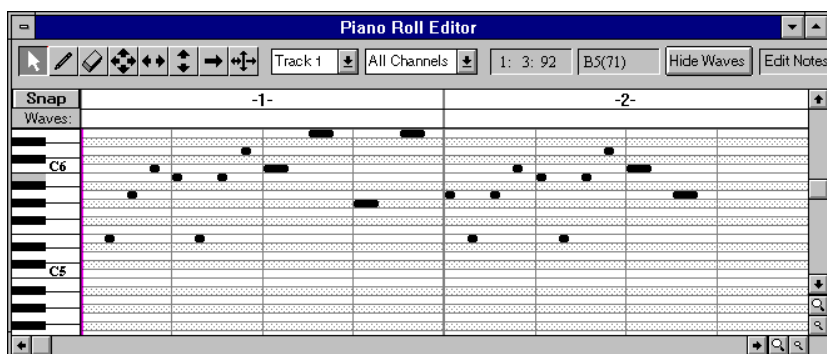 Piano Roll Editor
Track 1 All Channels 1: 3: 92 B5(71) Hide Waves Edit Notes
Snap -1- -2-
Waves:
C6
C5